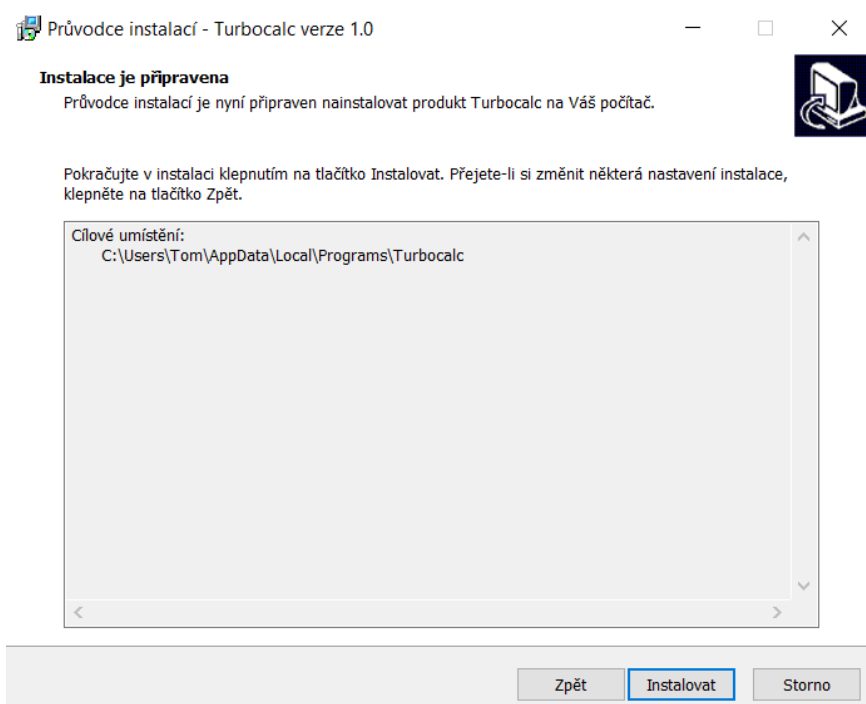 Průvodce instalací - Turbocalc verze 1.0
Instalace je připravena
Průvodce instalací je nyní připraven nainstalovat produkt Turbocalc na Váš počítač.
Pokračujte v instalaci klepnutím na tlačítko Instalovat. Přejete-li si změnit některá nastavení instalace,
klepněte na tlačítko Zpět.
Cílové umístění:
C:\Users\Tom\AppData\Local\Programs\Turbocalc
Zpět Instalovat Storno